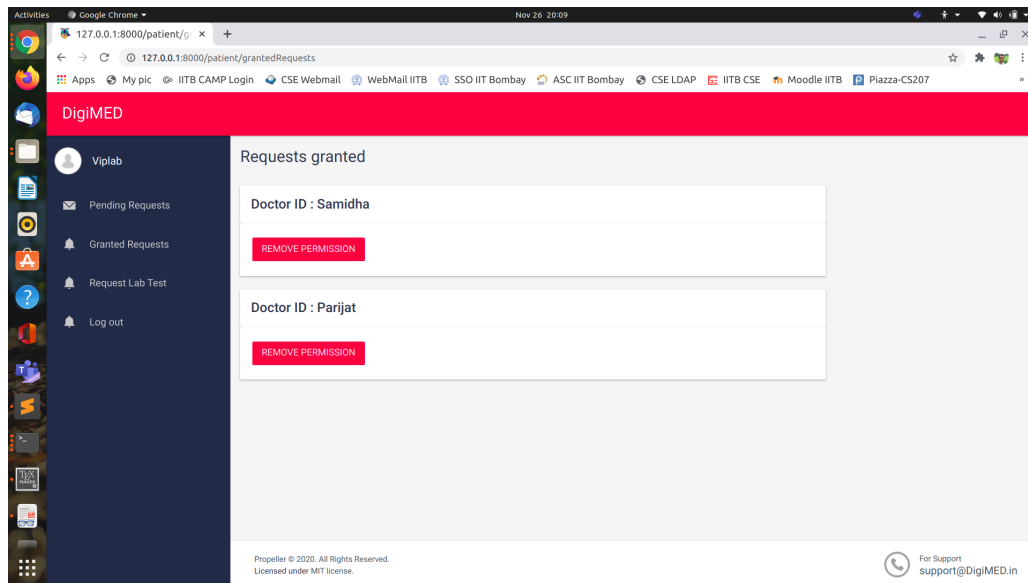 Activities Google Chrome Nov 26 20:09
127.0.0.1:8000/patient/g
127.0.0.1:8000/patient/grantedRequests
Apps My pic IITB CAMP Login CSE Webmail WebMail IITB SSO IIT Bombay ASC IIT Bombay CSE LDAP IITB CSE Moodle IITB Piazza-CS207 »
DigiMED
Viplab
Pending Requests
Granted Requests
Request Lab Test
Log out
Requests granted
Doctor ID : Samidha
REMOVE PERMISSION
Doctor ID : Parijat
REMOVE PERMISSION
Propeller © 2020. All Rights Reserved.
Licensed under MIT license.
For Support
support@DigiMED.in